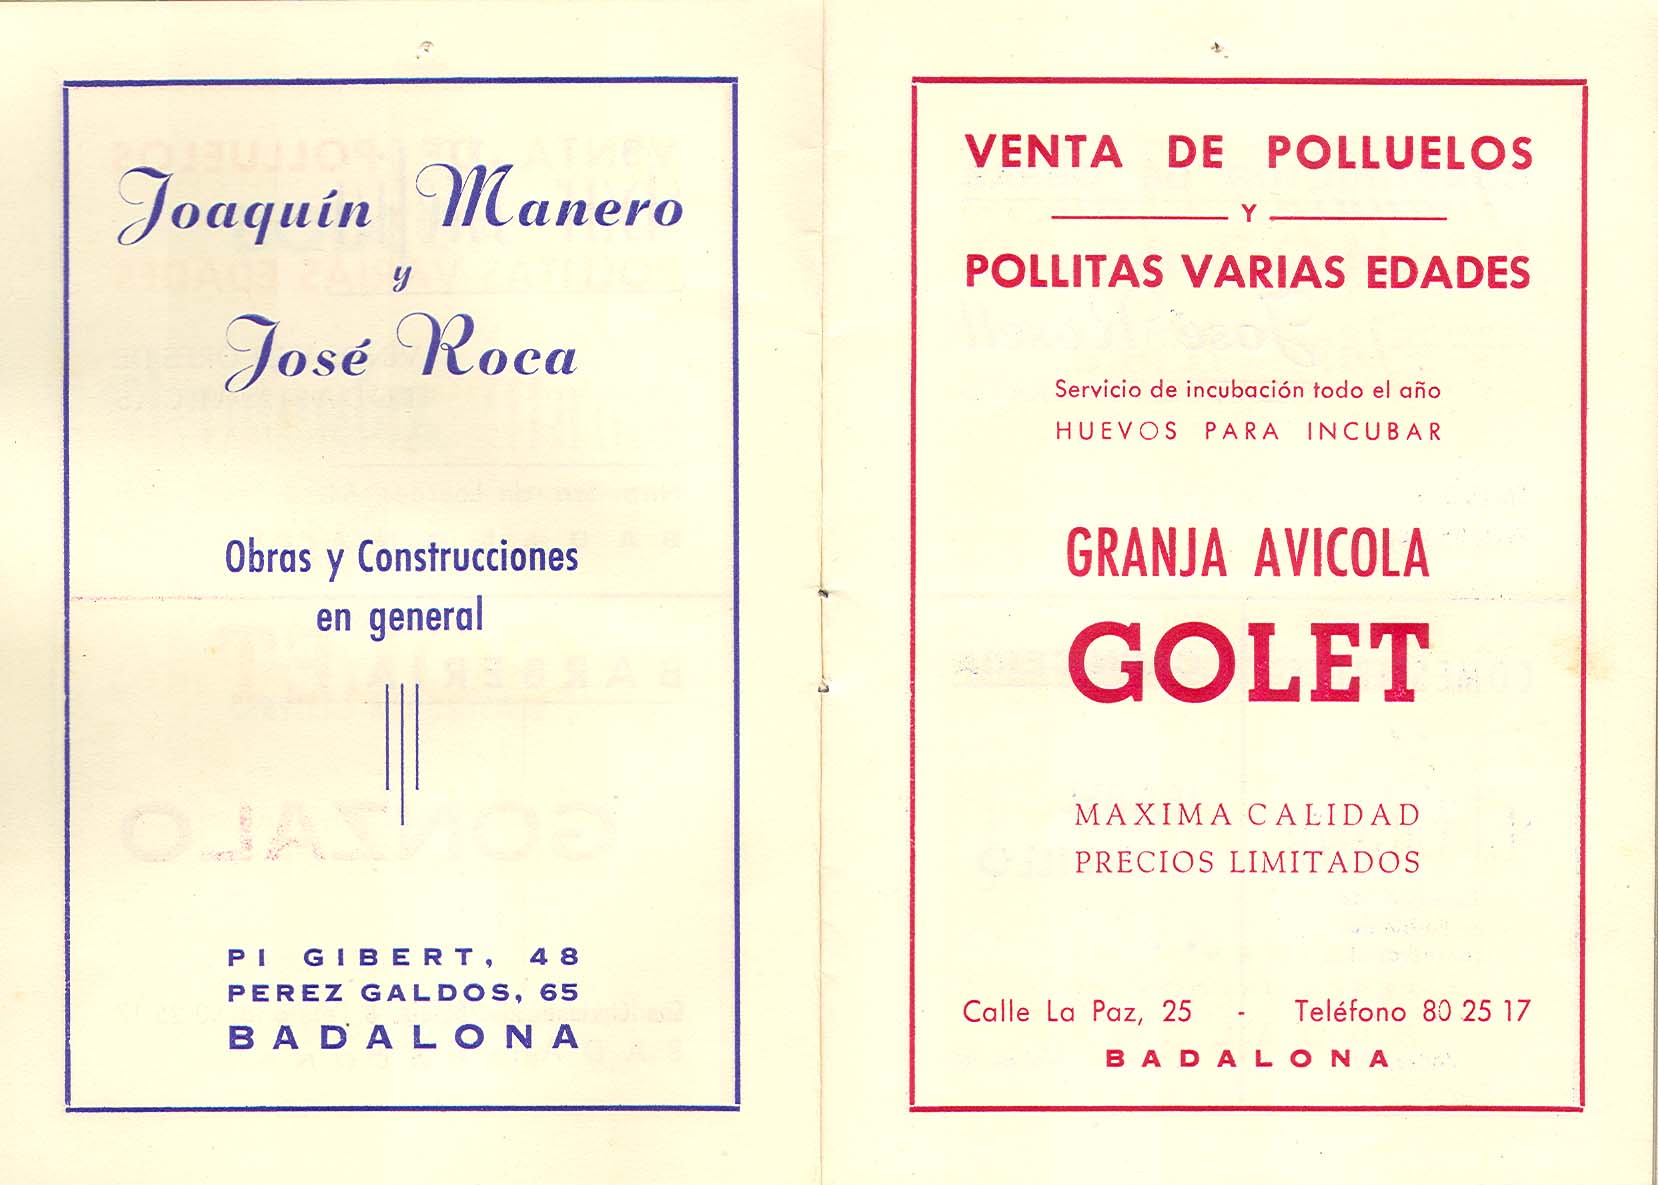 Joaquín Manero
y
José Roca
Obras y Construcciones
en general
PI GIBERT, 48
PEREZ GALDOS, 65
BADALONA
VENTA DE POLLUELOS
Y
POLLITAS VARIAS EDADES
Servicio de incubación todo el año
HUEVOS PARA INCUBAR
GRANJA AVICOLA
GOLET
MAXIMA CALIDAD
PRECIOS LIMITADOS
Calle La Paz, 25 - Teléfono 80 25 17
BADALONA